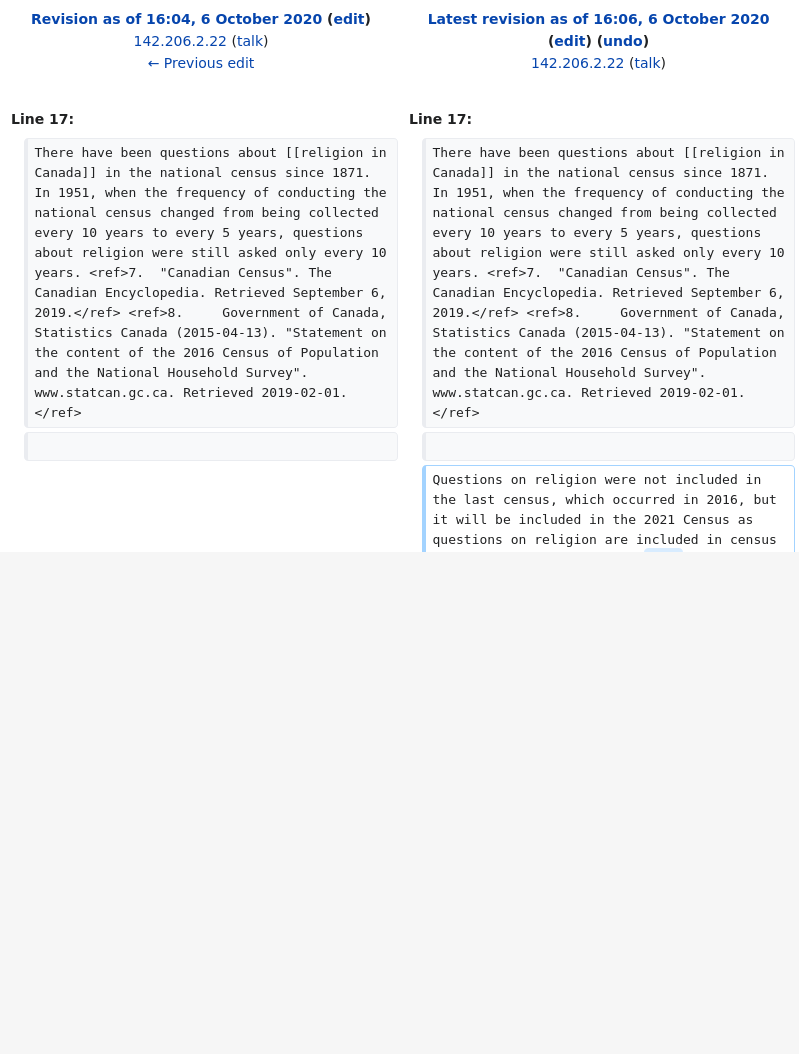 Revision as of 16:04, 6 October 2020 (edit)
142.206.2.22 (talk)
← Previous edit
Latest revision as of 16:06, 6 October 2020
(edit) (undo)
142.206.2.22 (talk)
Line 17:
Line 17:
There have been questions about [[religion in
Canada]] in the national census since 1871.
In 1951, when the frequency of conducting the
national census changed from being collected
every 10 years to every 5 years, questions
about religion were still asked only every 10
years. <ref>7.  "Canadian Census". The
Canadian Encyclopedia. Retrieved September 6,
2019.</ref> <ref>8.     Government of Canada,
Statistics Canada (2015-04-13). "Statement on
the content of the 2016 Census of Population
and the National Household Survey".
www.statcan.gc.ca. Retrieved 2019-02-01.
</ref>
There have been questions about [[religion in
Canada]] in the national census since 1871.
In 1951, when the frequency of conducting the
national census changed from being collected
every 10 years to every 5 years, questions
about religion were still asked only every 10
years. <ref>7.  "Canadian Census". The
Canadian Encyclopedia. Retrieved September 6,
2019.</ref> <ref>8.     Government of Canada,
Statistics Canada (2015-04-13). "Statement on
the content of the 2016 Census of Population
and the National Household Survey".
www.statcan.gc.ca. Retrieved 2019-02-01.
</ref>
Questions on religion were not included in
the last census, which occurred in 2016, but
it will be included in the 2021 Census as
questions on religion are included in census